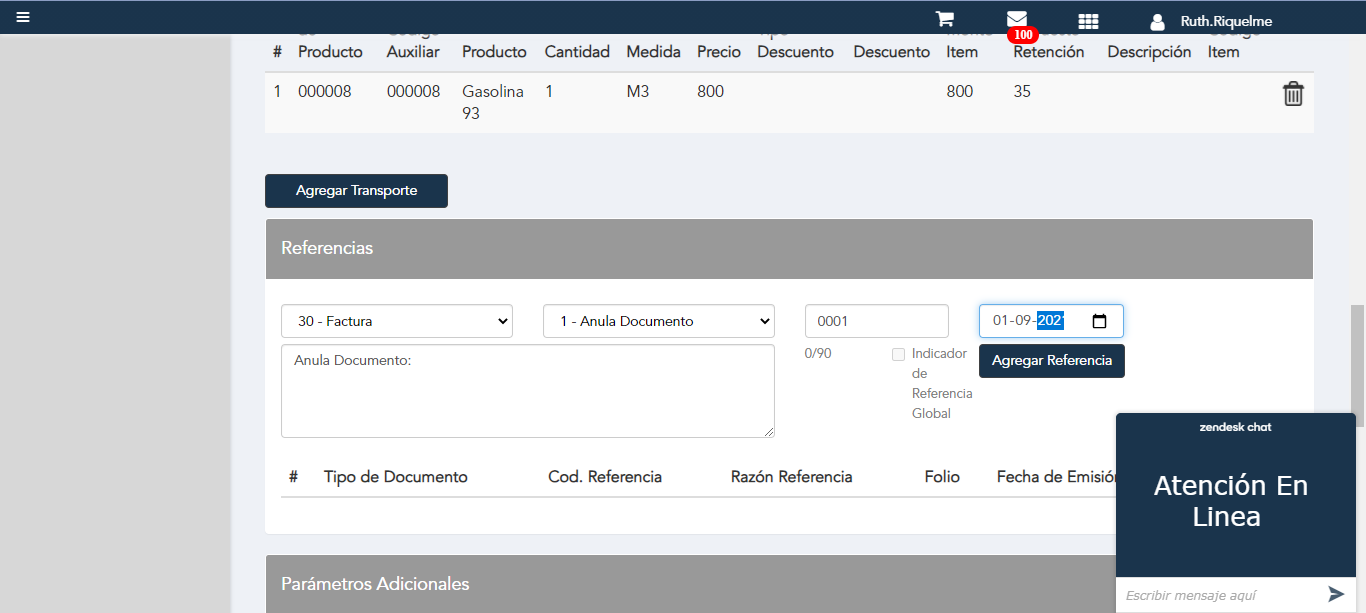 Ruth.Riquelme
100
# Producto Auxiliar Producto Cantidad Medida Precio Descuento Descuento Item Retención Descripción Item
1 000008 000008 Gasolina 1 M3 800 800 35
93
Agregar Transporte
Referencias
30 - Factura 1 - Anula Documento 0001 01-09-2021
Anula Documento: 0/90 Indicador Agregar Referencia
de
Referencia
Global
# Tipo de Documento Cod. Referencia Razón Referencia Folio Fecha de Emisión
zendesk chat
Atención En
Linea
Parámetros Adicionales
Escribir mensaje aquí